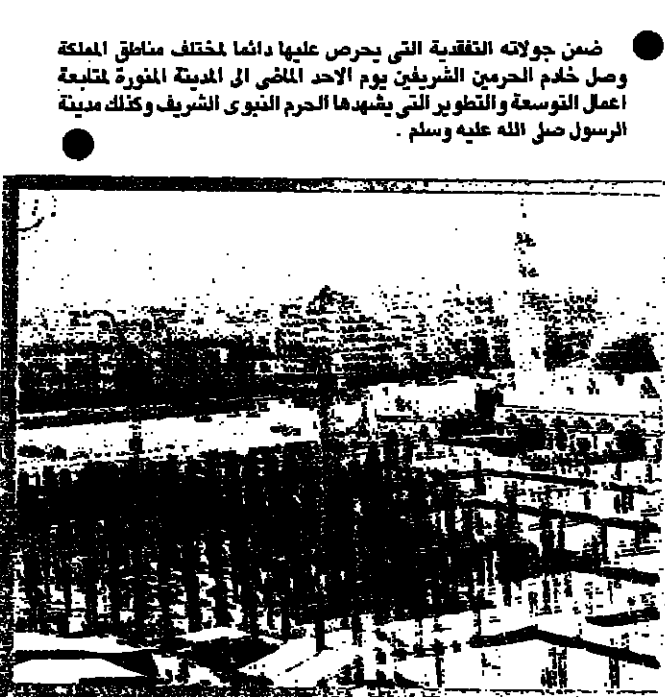 ضمن جولاته التفقدية التى يحرص عليها دائما لمختلف مناطق المملكة
وصل خادم الحرمين الشريفين يوم الاحد الماضى الى المدينة المنورة لمتابعة
اعمال التوسعة والتطوير التى يشهدها الحرم النبوى الشريف وكذلك مدينة
الرسول صلى الله عليه وسلم .